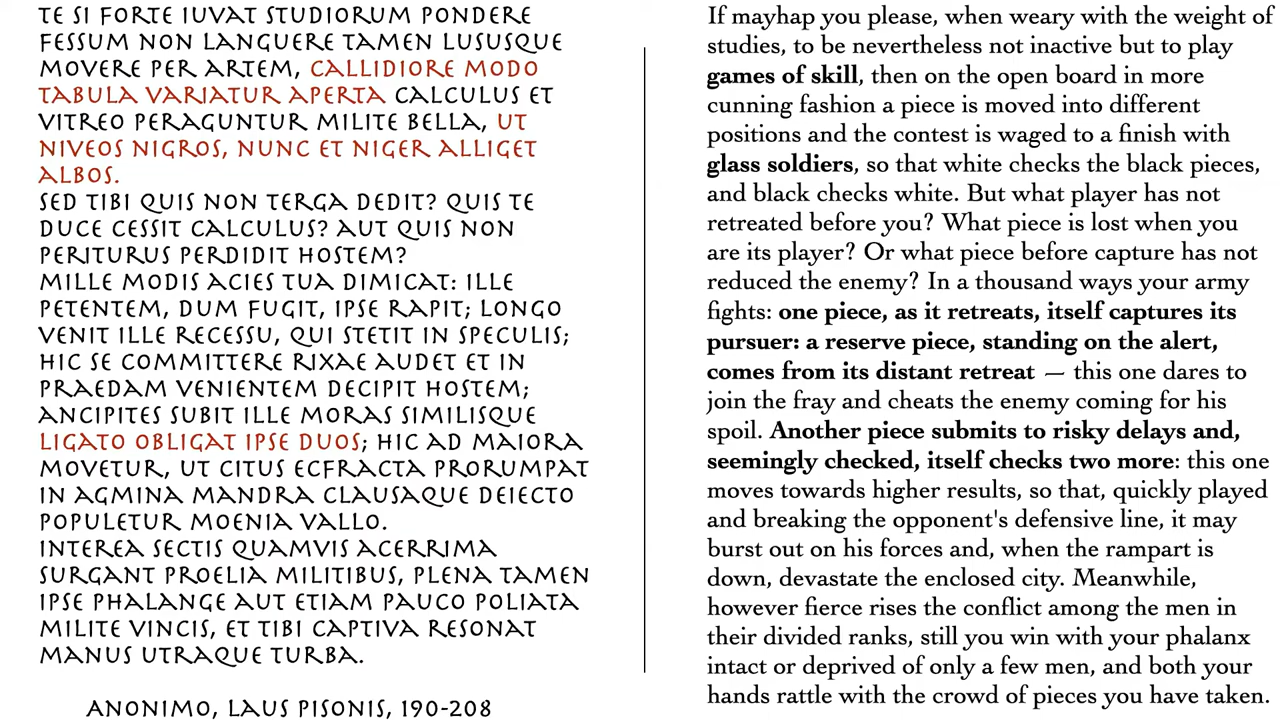 TE SI FORTE IUVAT STUDIORUM PONDERE
FESSUM NON LANGUERE TAMEN LUSUSQUE
MOVERE PER ARTEM, CALLIDIORE MODO
TABULA VARIATUR APERTA CALCULUS ET
VITREO PERAGUNTUR MILITE BELLA, UT
NIVEOS NIGROS, NUNC ET NIGER ALLIGET
ALBOS.
SED TIBI QUIS NON TERGA DEDIT? QUIS TE
DUCE CESSIT CALCULUS? AUT QUIS NON
PERITURUS PERDIDIT HOSTEM?
MILLE MODIS ACIES TUA DIMICAT: ILLE
PETENTEM, DUM FUGIT, IPSE RAPIT; LONGO
VENIT ILLE RECESSU, QUI STETIT IN SPECULIS;
HIC SE COMMITTERE RIXAE AUDET ET IN
PRAEDAM VENIENTEM DECIPIT HOSTEM;
ANCIPITES SUBIT ILLE MORAS SIMILISQUE
LIGATO OBLIGAT IPSE DUOS; HIC AD MAIORA
MOVETUR, UT CITUS ECFRACTA PRORUMPAT
IN AGMINA MANDRA CLAUSAQUE DEIECTO
POPULETUR MOENIA VALLO.
INTEREA SECTIS QUAMVIS ACERRIMA
SURGANT PROELIA MILITIBUS, PLENA TAMEN
IPSE PHALANGE AUT ETIAM PAUCO POLIATA
MILITE VINCIS, ET TIBI CAPTIVA RESONAT
MANUS UTRAQUE TURBA.
ANONIMO, LAUS PISONIS, 190-208
If mayhap you please, when weary with the weight of
studies, to be nevertheless not inactive but to play
games of skill, then on the open board in more
cunning fashion a piece is moved into different
positions and the contest is waged to a finish with
glass soldiers, so that white checks the black pieces,
and black checks white. But what player has not
retreated before you? What piece is lost when you
are its player? Or what piece before capture has not
reduced the enemy? In a thousand ways your army
fights: one piece, as it retreats, itself captures its
pursuer: a reserve piece, standing on the alert,
comes from its distant retreat — this one dares to
join the fray and cheats the enemy coming for his
spoil. Another piece submits to risky delays and,
seemingly checked, itself checks two more: this one
moves towards higher results, so that, quickly played
and breaking the opponent's defensive line, it may
burst out on his forces and, when the rampart is
down, devastate the enclosed city. Meanwhile,
however fierce rises the conflict among the men in
their divided ranks, still you win with your phalanx
intact or deprived of only a few men, and both your
hands rattle with the crowd of pieces you have taken.